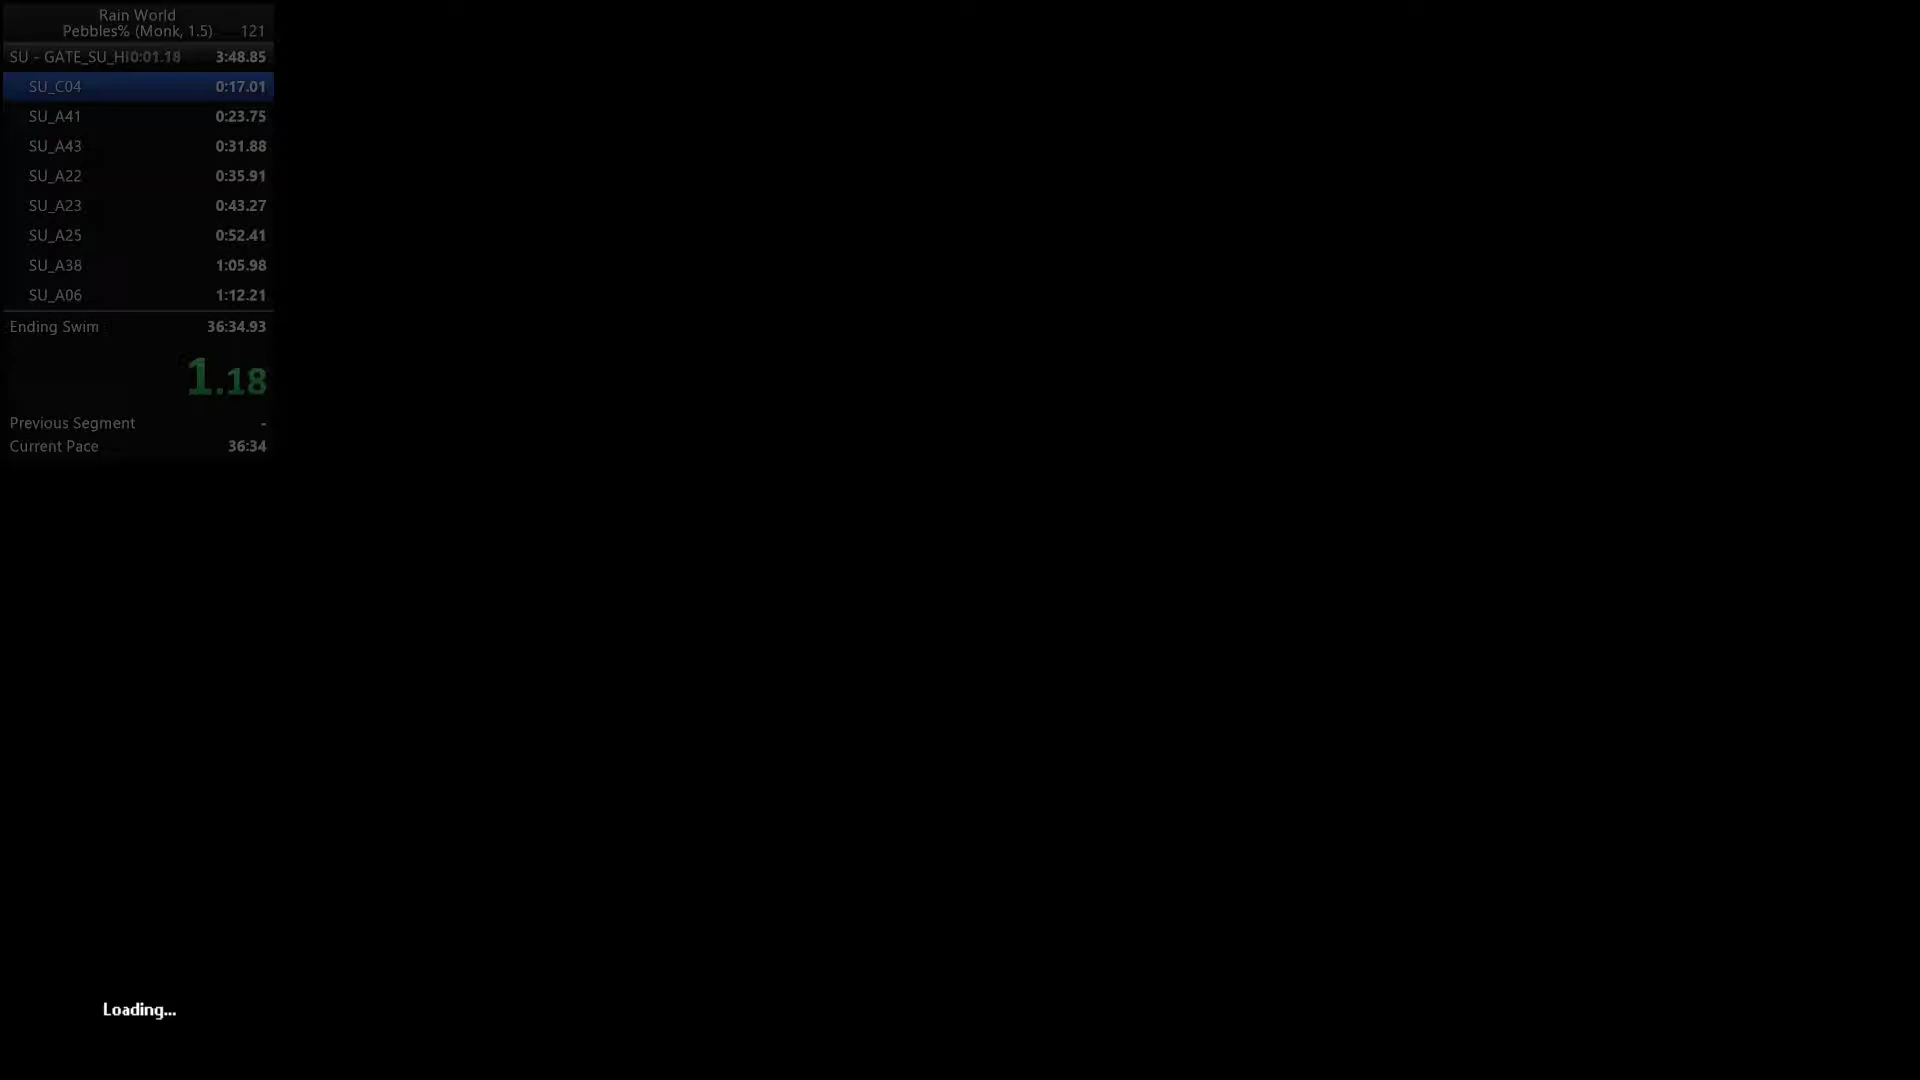 Rain World
Pebbles% (Monk, 1.5) 121
SU - GATE_SU_HI 0:01.18 3:48.85
SU_C04 0:17.01
SU_A41 0:23.75
SU_A43 0:31.88
SU_A22 0:35.91
SU_A23 0:43.27
SU_A25 0:52.41
SU_A38 1:05.98
SU_A06 1:12.21
Ending Swim 36:34.93
1.18
Previous Segment -
Current Pace 36:34
Loading...